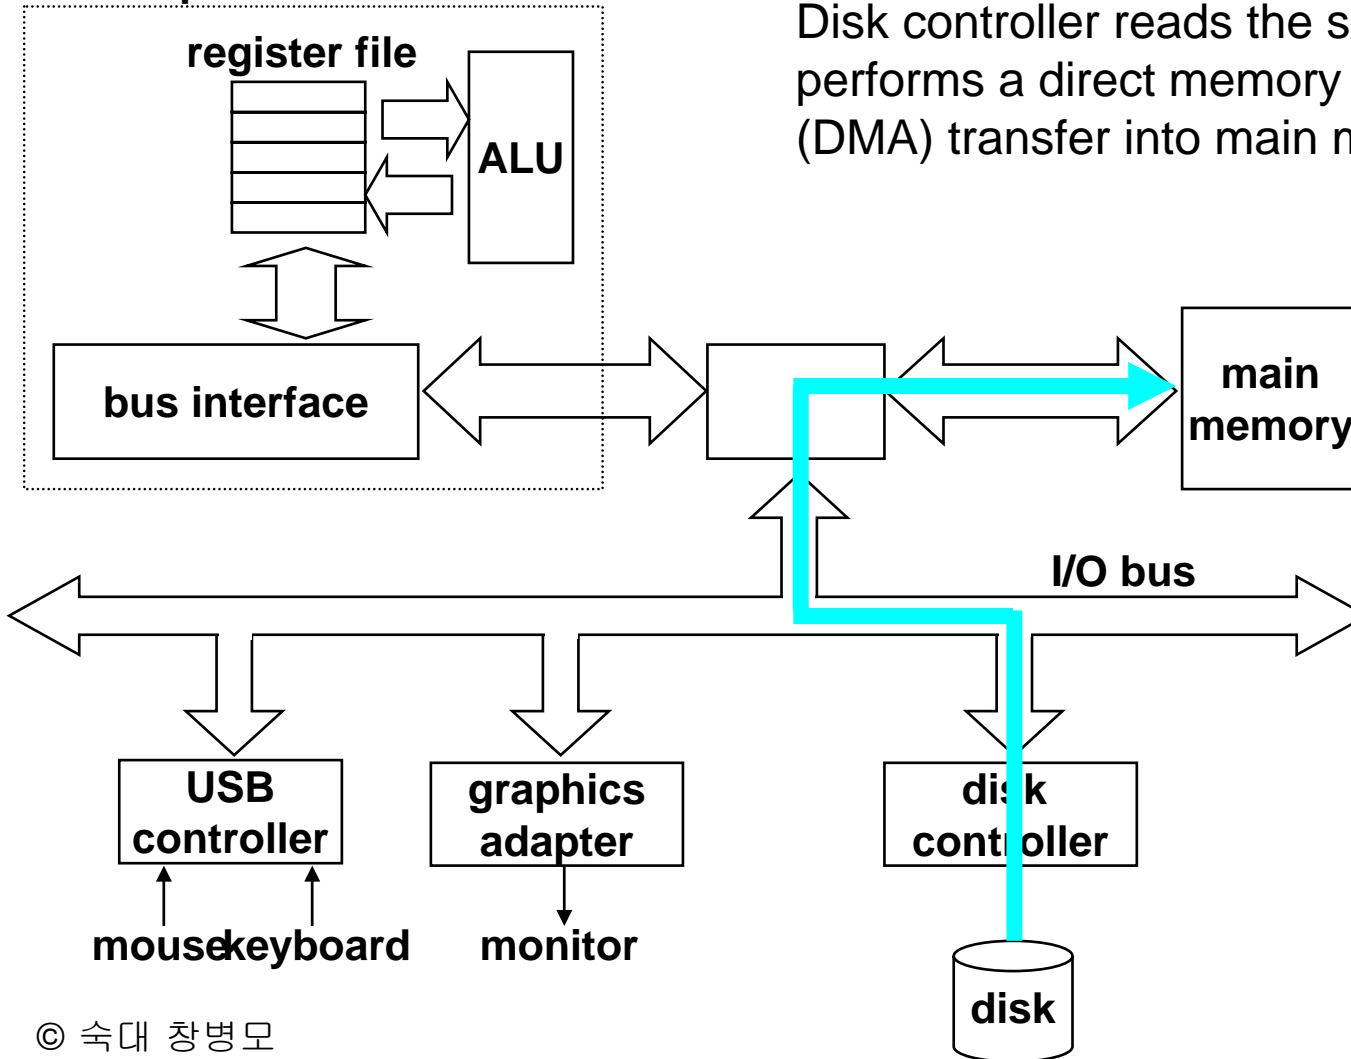 Disk controller reads the s
performs a direct memory
(DMA) transfer into main m
register file
ALU
bus interface
main
memory
I/O bus
USB
controller
graphics
adapter
disk
controller
mouse
keyboard
monitor
disk
© 숙대 창병모